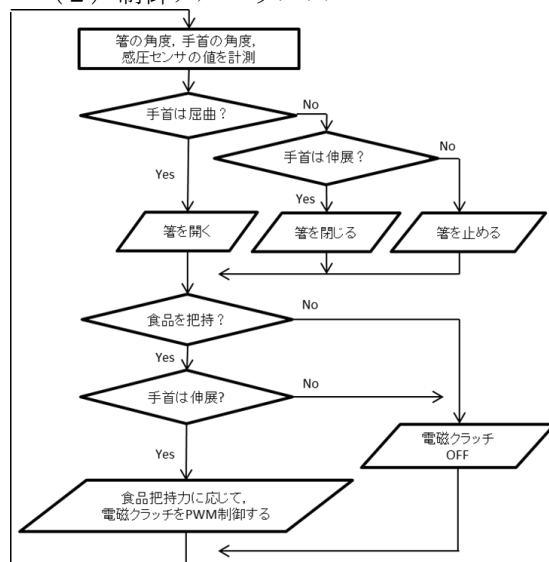 箸の角度, 手首の角度,
感圧センサの値を計測
手首は屈曲？
No
手首は伸展？
No
Yes
Yes
箸を開く
箸を閉じる
箸を止める
食品を把持？
No
Yes
手首は伸展?
No
Yes
電磁クラッチ
OFF
食品把持力に応じて,
電磁クラッチをPWM制御する